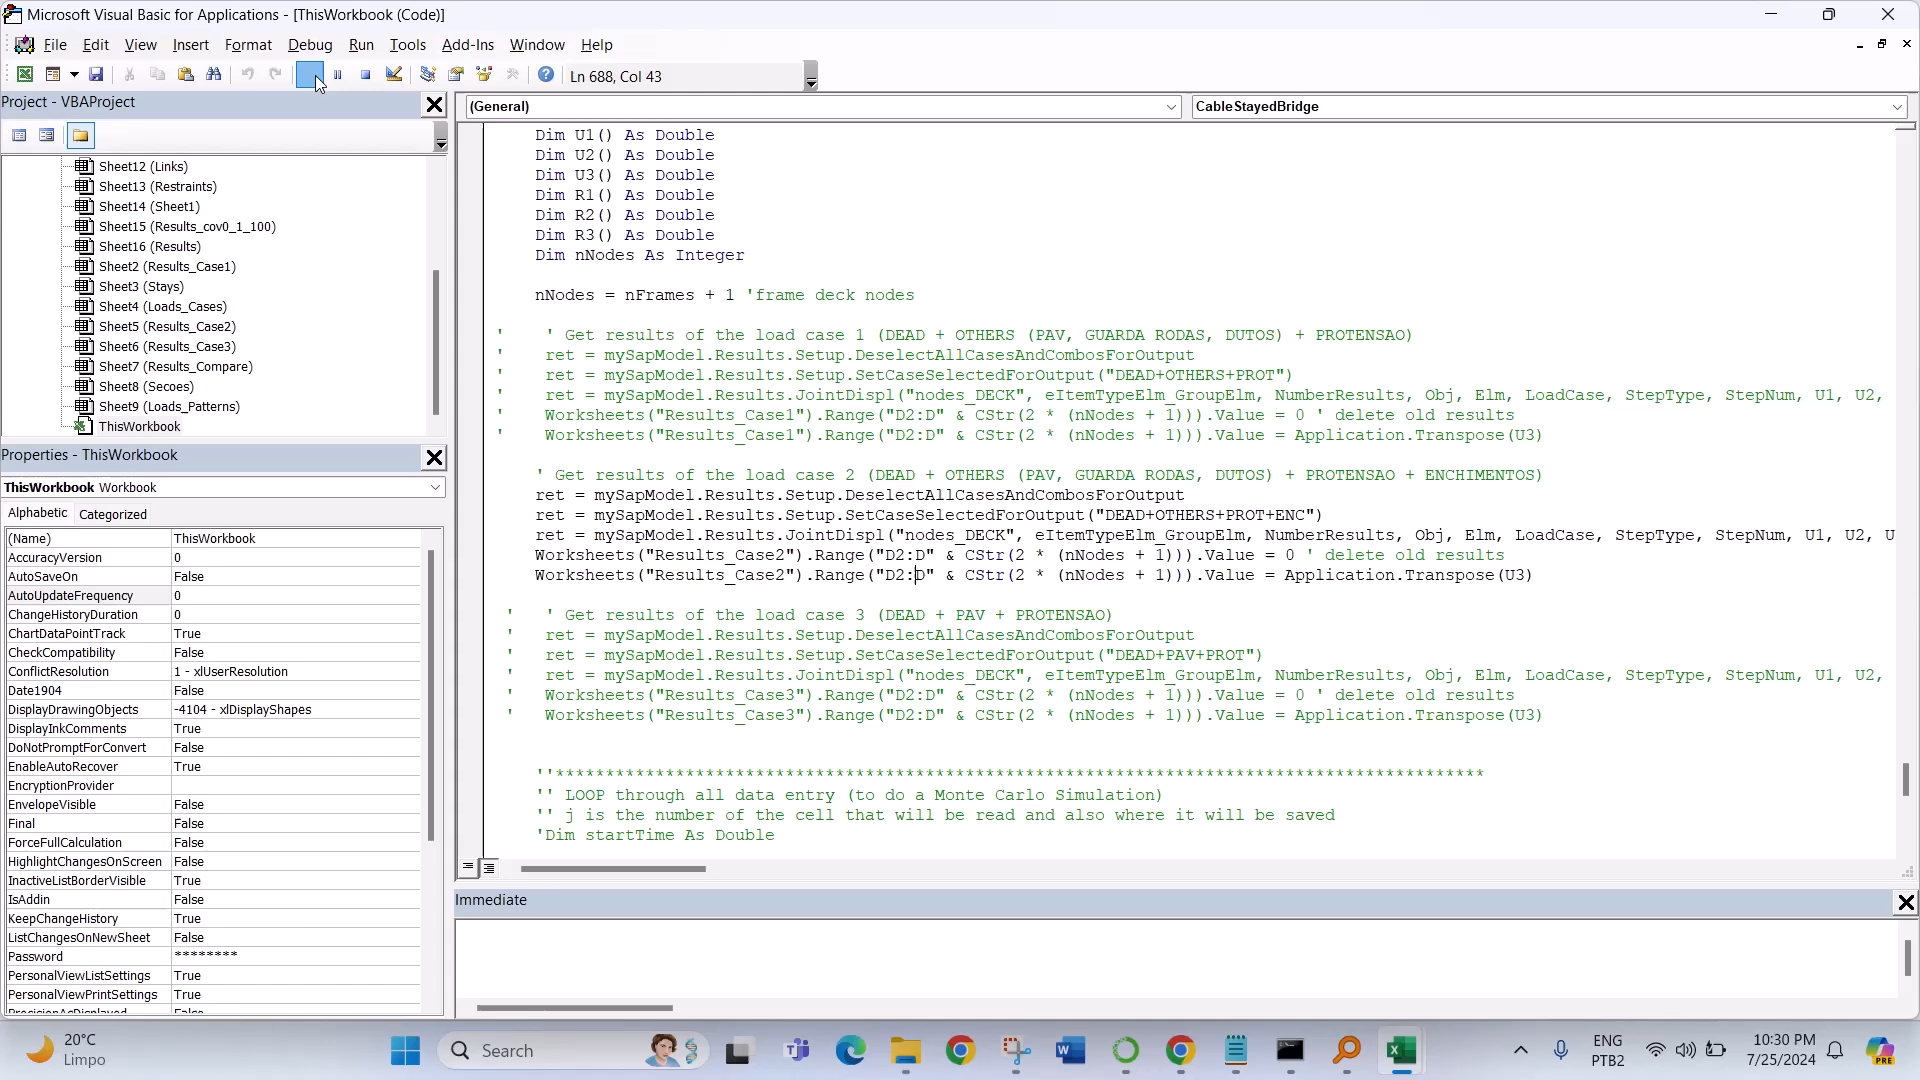 Microsoft Visual Basic for Applications - [ThisWorkbook (Code)]
File Edit View Insert Format Debug Run Tools Add-Ins Window Help
Ln 688, Col 43
Project - VBAProject
Sheet12 (Links)
Sheet13 (Restraints)
Sheet14 (Sheet1)
Sheet15 (Results_cov0_1_100)
Sheet16 (Results)
Sheet2 (Results_Case1)
Sheet3 (Stays)
Sheet4 (Loads_Cases)
Sheet5 (Results_Case2)
Sheet6 (Results_Case3)
Sheet7 (Results_Compare)
Sheet8 (Secoes)
Sheet9 (Loads_Patterns)
ThisWorkbook
Properties - ThisWorkbook
ThisWorkbook Workbook
Alphabetic Categorized
(Name) ThisWorkbook
AccuracyVersion 0
AutoSaveOn False
AutoUpdateFrequency 0
ChangeHistoryDuration 0
ChartDataPointTrack True
CheckCompatibility False
ConflictResolution 1 - xlUserResolution
Date1904 False
DisplayDrawingObjects -4104 - xlDisplayShapes
DisplayInkComments True
DoNotPromptForConvert False
EnableAutoRecover True
EncryptionProvider
EnvelopeVisible False
Final False
ForceFullCalculation False
HighlightChangesOnScreen False
InactiveListBorderVisible True
IsAddin False
KeepChangeHistory True
ListChangesOnNewSheet False
Password ********
PersonalViewListSettings True
PersonalViewPrintSettings True
(General) CableStayedBridge
Dim U1() As Double
Dim U2() As Double
Dim U3() As Double
Dim R1() As Double
Dim R2() As Double
Dim R3() As Double
Dim nNodes As Integer
nNodes = nFrames + 1 'frame deck nodes
' ' Get results of the load case 1 (DEAD + OTHERS (PAV, GUARDA RODAS, DUTOS) + PROTENSAO)
' ret = mySapModel.Results.Setup.DeselectAllCasesAndCombosForOutput
' ret = mySapModel.Results.Setup.SetCaseSelectedForOutput("DEAD+OTHERS+PROT")
' ret = mySapModel.Results.JointDispl("nodes_DECK", eItemTypeElm_GroupElm, NumberResults, Obj, Elm, LoadCase, StepType, StepNum, U1, U2,
' Worksheets("Results_Case1").Range("D2:D" & CStr(2 * (nNodes + 1))).Value = 0 ' delete old results
' Worksheets("Results_Case1").Range("D2:D" & CStr(2 * (nNodes + 1))).Value = Application.Transpose(U3)
' Get results of the load case 2 (DEAD + OTHERS (PAV, GUARDA RODAS, DUTOS) + PROTENSAO + ENCHIMENTOS)
ret = mySapModel.Results.Setup.DeselectAllCasesAndCombosForOutput
ret = mySapModel.Results.Setup.SetCaseSelectedForOutput("DEAD+OTHERS+PROT+ENC")
ret = mySapModel.Results.JointDispl("nodes_DECK", eItemTypeElm_GroupElm, NumberResults, Obj, Elm, LoadCase, StepType, StepNum, U1, U2, U
Worksheets("Results_Case2").Range("D2:D" & CStr(2 * (nNodes + 1))).Value = 0 ' delete old results
Worksheets("Results_Case2").Range("D2:D" & CStr(2 * (nNodes + 1))).Value = Application.Transpose(U3)
' ' Get results of the load case 3 (DEAD + PAV + PROTENSAO)
' ret = mySapModel.Results.Setup.DeselectAllCasesAndCombosForOutput
' ret = mySapModel.Results.Setup.SetCaseSelectedForOutput("DEAD+PAV+PROT")
' ret = mySapModel.Results.JointDispl("nodes_DECK", eItemTypeElm_GroupElm, NumberResults, Obj, Elm, LoadCase, StepType, StepNum, U1, U2,
' Worksheets("Results_Case3").Range("D2:D" & CStr(2 * (nNodes + 1))).Value = 0 ' delete old results
' Worksheets("Results_Case3").Range("D2:D" & CStr(2 * (nNodes + 1))).Value = Application.Transpose(U3)
''*********************************************************************************************
'' LOOP through all data entry (to do a Monte Carlo Simulation)
'' j is the number of the cell that will be read and also where it will be saved
'Dim startTime As Double
Immediate
20°C
Limpo
Search
ENG
PTB2
10:30 PM
7/25/2024
PRE